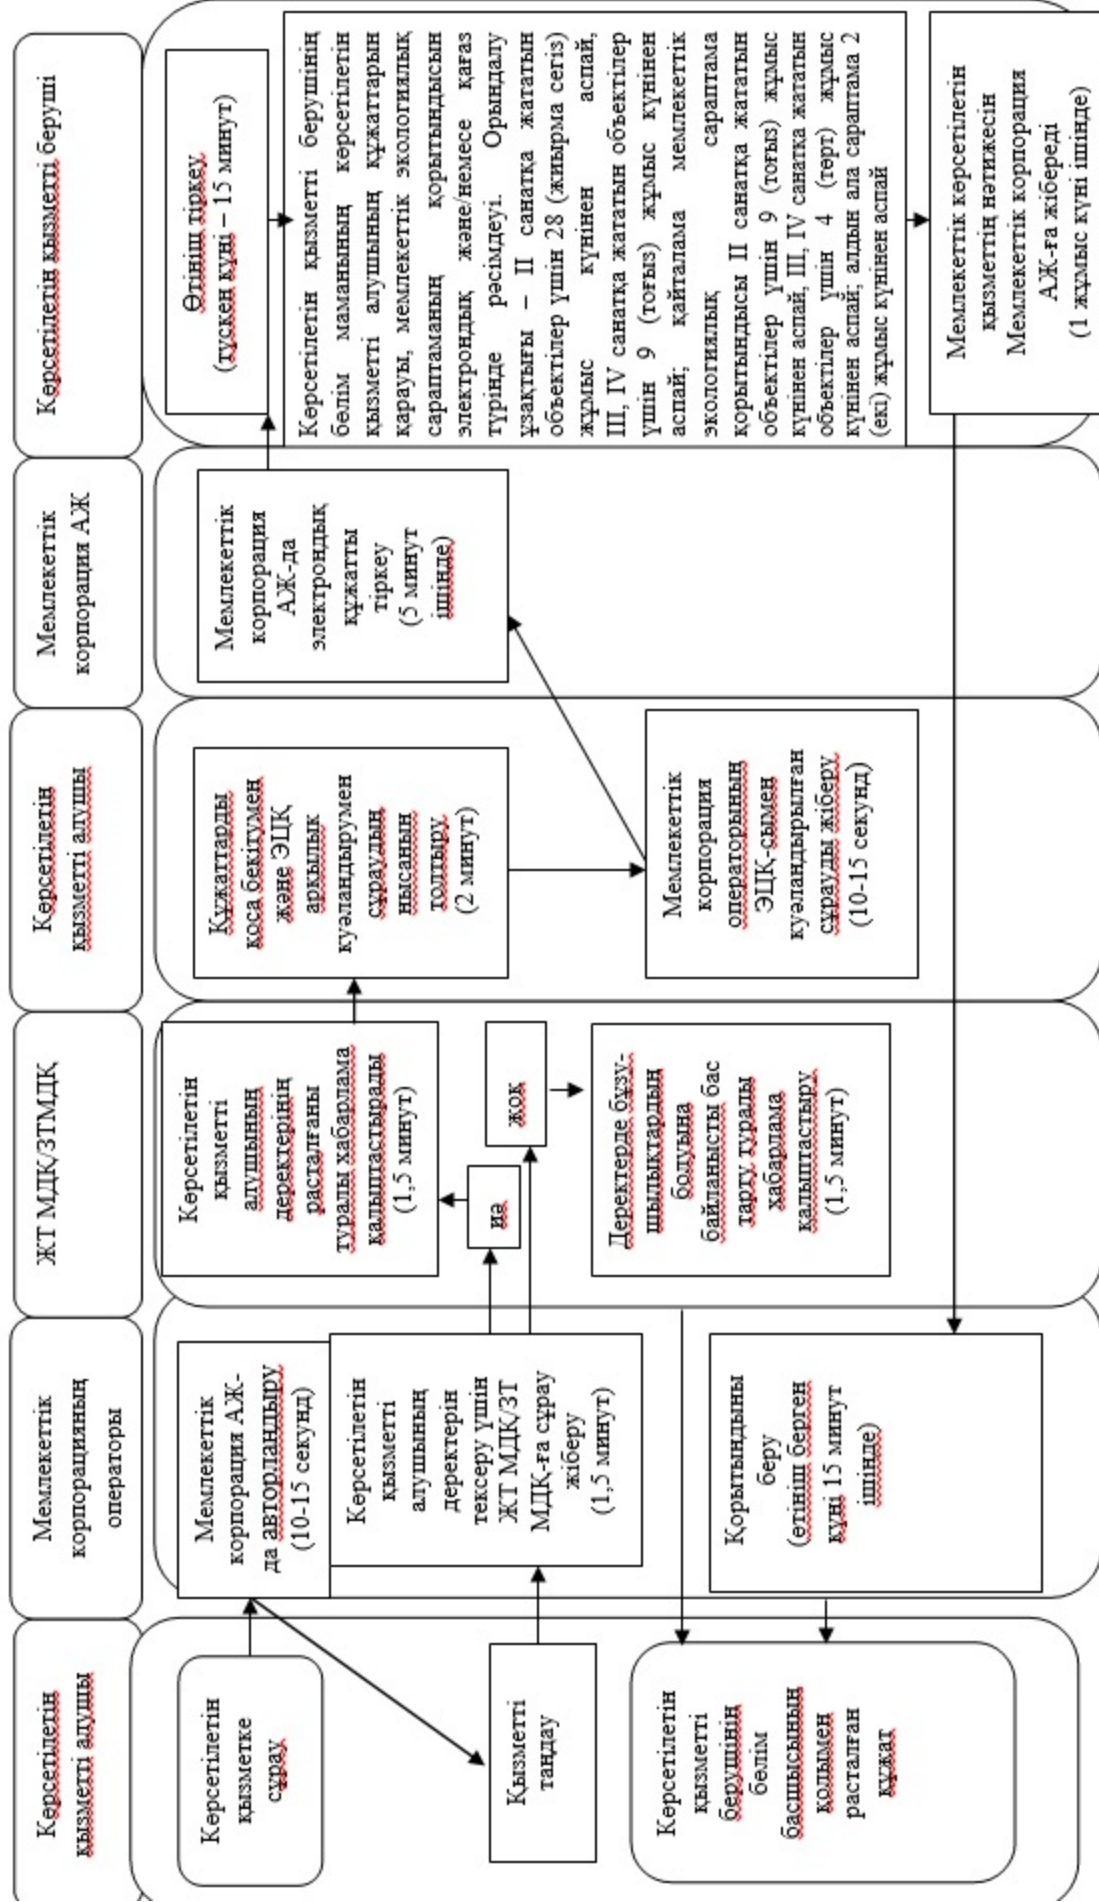 Көрсетілетін
қызметті алушы
Мемлекеттік
корпорацияның
операторы
ЖТ МДҚ/ЗТМДҚ
Көрсетілетін
қызметті алушы
Мемлекеттік
корпорация АЖ
Көрсетілетін қызметті беруші
Көрсетілетін
қызметке
сұрау
Қызметті
таңдау
Көрсетілетін
қызметті
берушінің
бөлім
басшысының
қолымен
расталған
құжат
Мемлекеттік
корпорация АЖ-
да авторландыру
(10-15 секунд)
Көрсетілетін
қызметті
алушының
деректерін
тексеру үшін
ЖТ МДҚ/ЗТ
МДҚ-ға сұрау
жіберу
(1,5 минут)
Қорытындыны
беру
(өтініш берген
күні 15 минут
ішінде)
Көрсетілетін
қызметті
алушының
деректерінің
расталғаны
туралы хабарлама
қалыптастырады
(1,5 минут)
иә
жоқ
Деректерде бұзу-
шылықтардың
болуына
байланысты бас
тарту туралы
хабарлама
қалыптастыру
(1,5 минут)
Құжаттарды
қоса бекітумен
және ЭЦҚ
арқылық
куәландырумен
сұраудың
нысанын
толтыру
(2 минут)
Мемлекеттік
корпорация
операторының
ЭЦҚ-сымен
куәландырылған
сұрауды жіберу
(10-15 секунд)
Мемлекеттік
корпорация
АЖ-да
электрондық
құжатты
тіркеу
(5 минут
ішінде)
Өтініш тіркеу
(түскен күні – 15 минут)
Көрсетілетін қызметті берушінің
бөлім маманының көрсетілетін
қызметті алушының құжаттарын
қарауы, мемлекеттік экологиялық
сараптаманың қорытындысын
электрондық және/немесе қағаз
түрінде рәсімдеуі. Орындалу
ұзақтығы – II санатқа жататын
объектілер үшін 28 (жиырма сегіз)
жұмыс күнінен аспай,
III, IV санатқа жататын объектілер
үшін 9 (тоғыз) жұмыс күнінен
аспай; қайталама мемлекеттік
экологиялық сараптама
қорытындысы II санатқа жататын
объектілер үшін 9 (тоғыз) жұмыс
күнінен аспай, III, IV санатқа жататын
объектілер үшін 4 (төрт) жұмыс
күнінен аспай; алдын ала сараптама 2
(екі) жұмыс күнінен аспай
Мемлекеттік көрсетілетін
қызметтің нәтижесін
Мемлекеттік корпорация
АЖ-ға жібереді
(1 жұмыс күні ішінде)